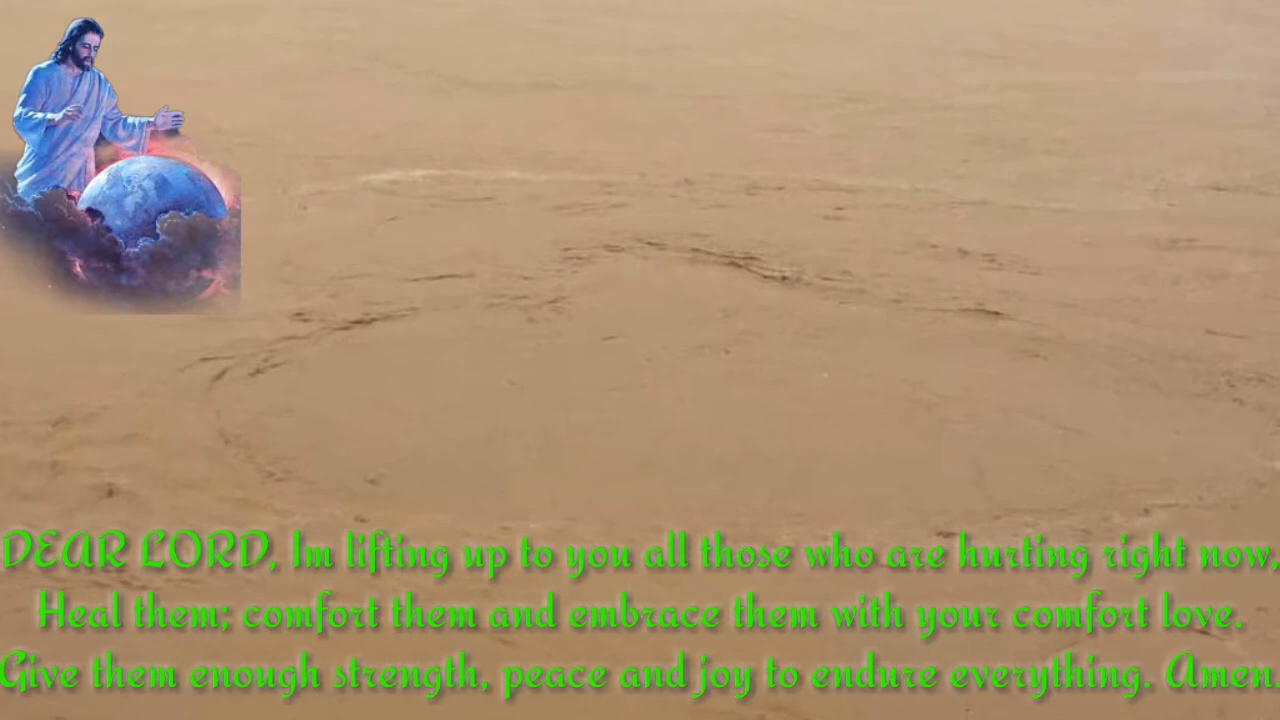 DEAR LORD, Im lifting up to you all those who are hurting right now,
Heal them; comfort them and embrace them with your comfort love.
Give them enough strength, peace and joy to endure everything. Amen.